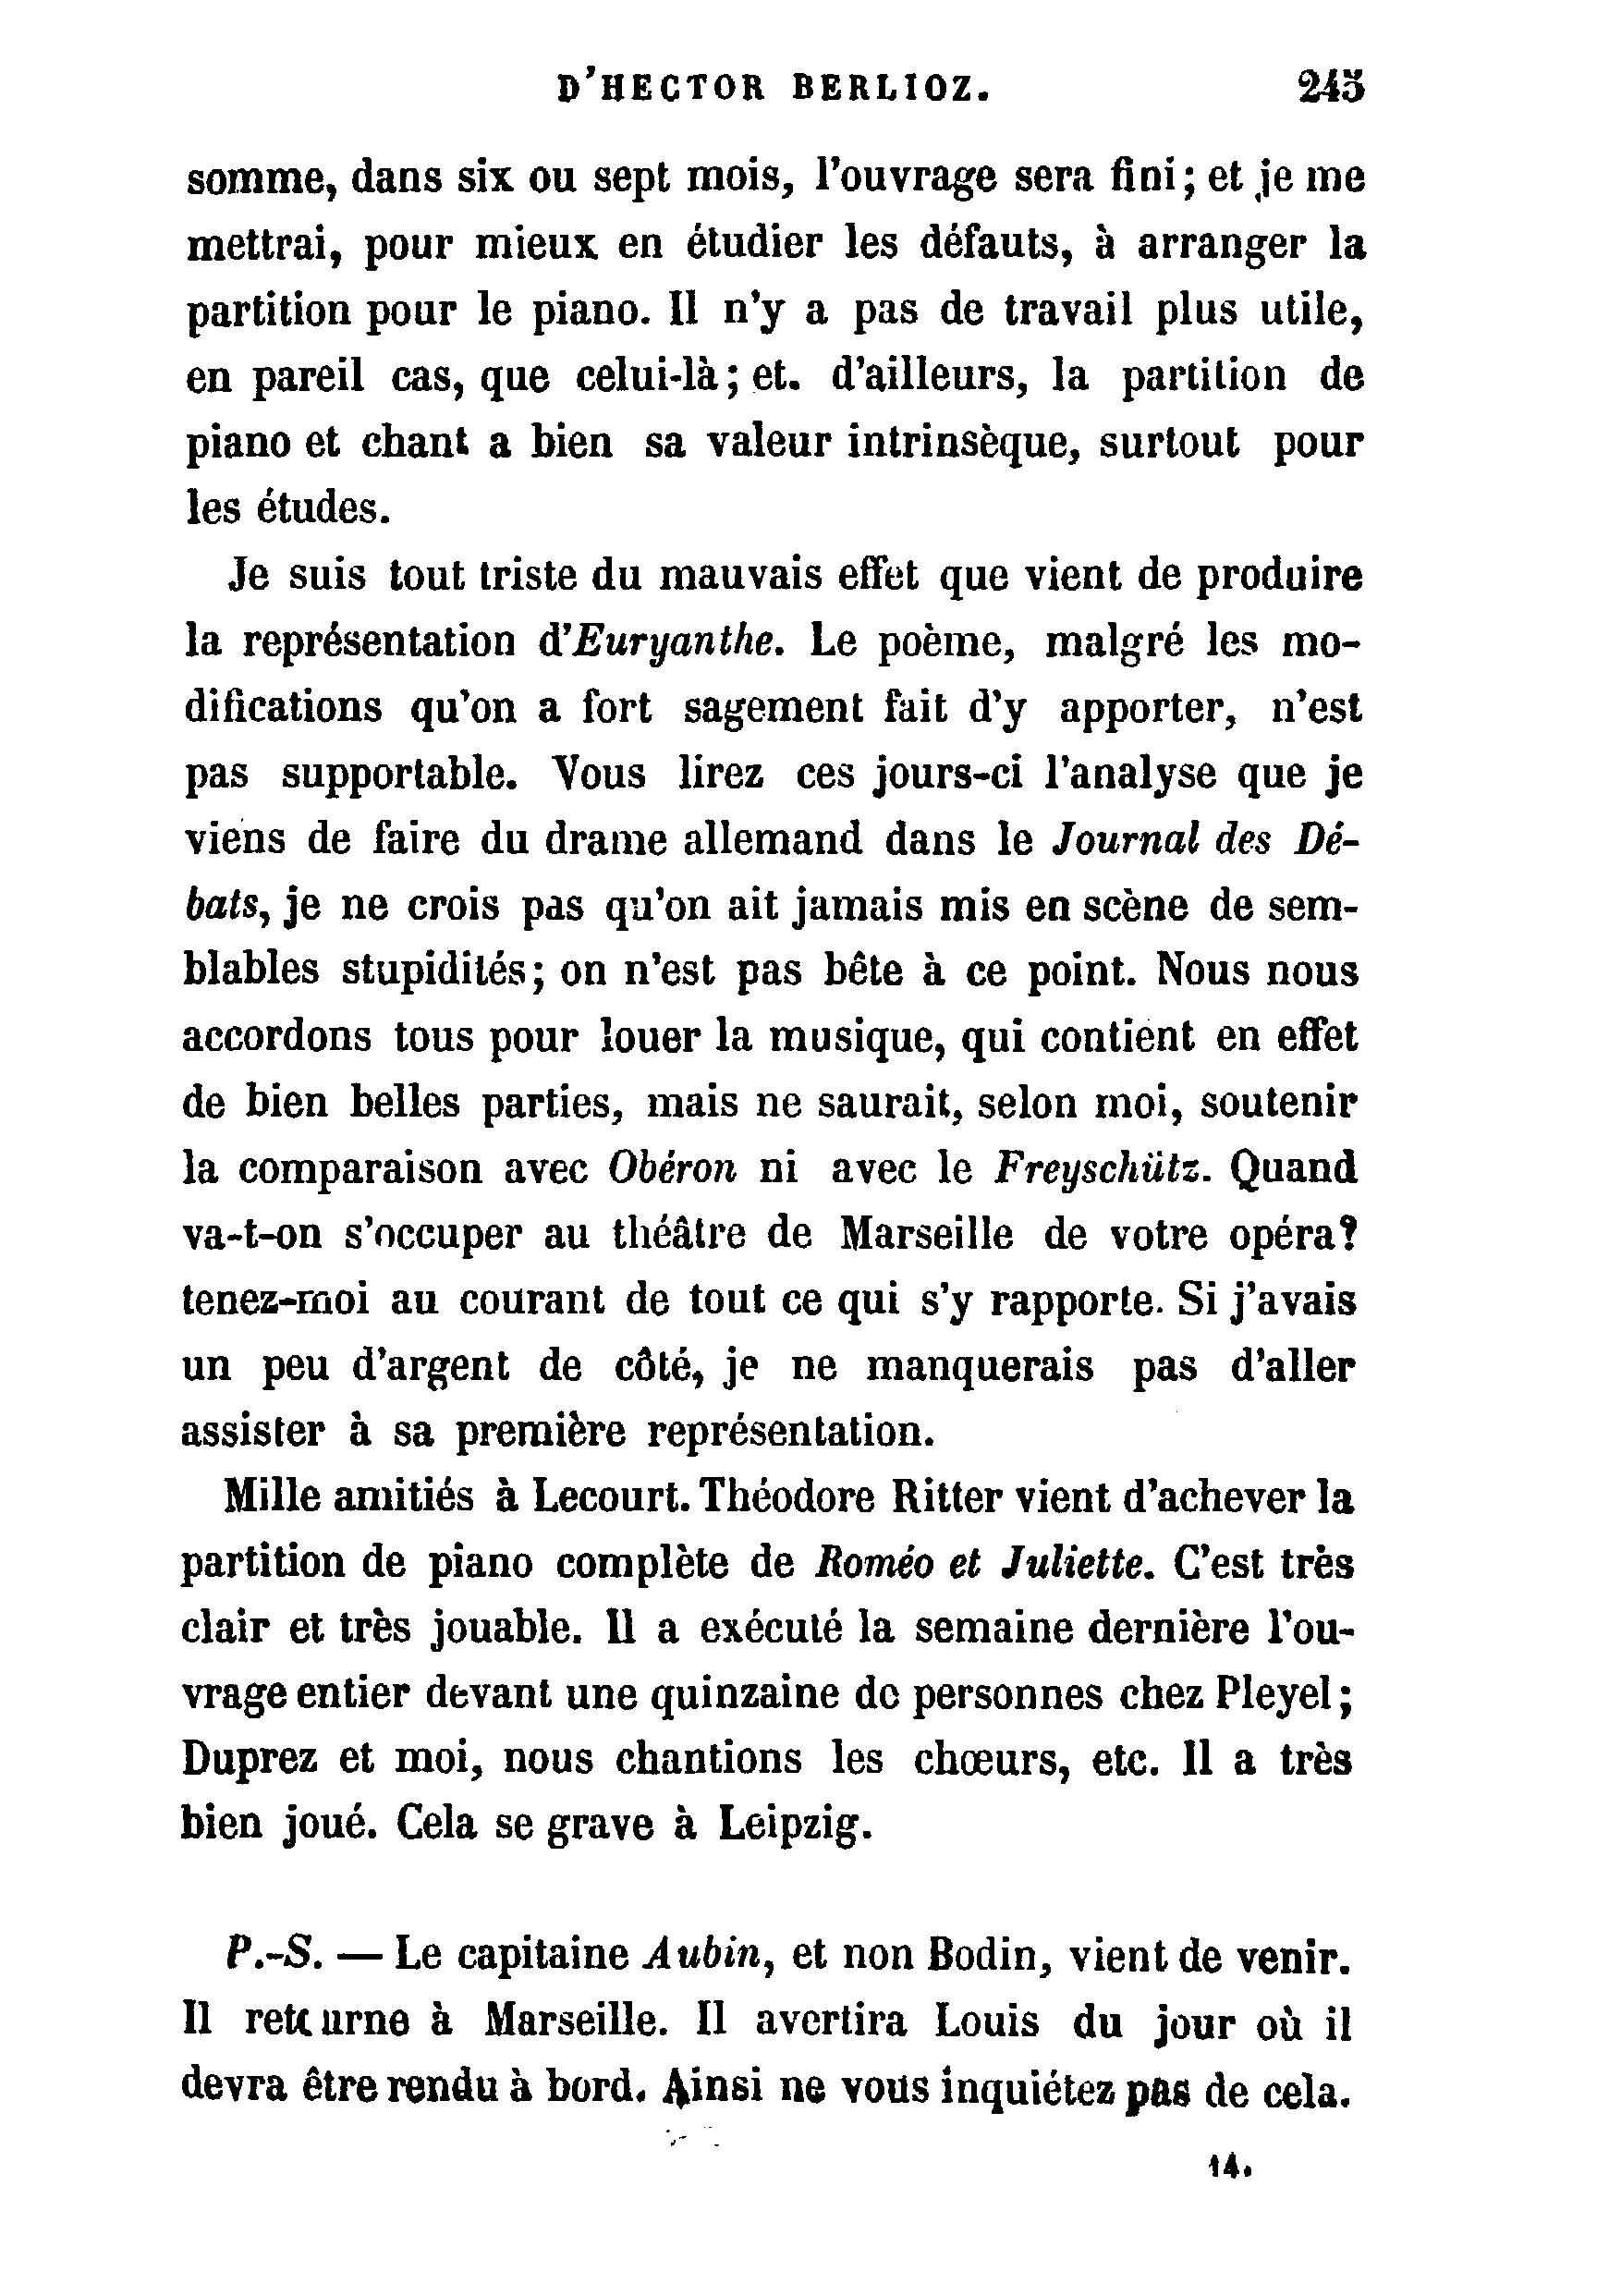 D'HECTOR BERLIOZ. 245
somme, dans six ou sept mois, l'ouvrage sera fini; et je me
mettrai, pour mieux en étudier les défauts, à arranger la
partition pour le piano. Il n'y a pas de travail plus utile,
en pareil cas, que celui-là; et. d'ailleurs, la partition de
piano et chant a bien sa valeur intrinsèque, surtout pour
les études.
Je suis tout triste du mauvais effet que vient de produire
la représentation d'Euryanthe. Le poème, malgré les mo-
difications qu'on a fort sagement fait d'y apporter, n'est
pas supportable. Vous lirez ces jours-ci l'analyse que je
viens de faire du drame allemand dans le Journal des Dé-
bats, je ne crois pas qu'on ait jamais mis en scène de sem-
blables stupidités; on n'est pas bête à ce point. Nous nous
accordons tous pour louer la musique, qui contient en effet
de bien belles parties, mais ne saurait, selon moi, soutenir
la comparaison avec Obéron ni avec le Freyschütz. Quand
va-t-on s'occuper au théâtre de Marseille de votre opéra?
tenez-moi au courant de tout ce qui s'y rapporte. Si j'avais
un peu d'argent de côté, je ne manquerais pas d'aller
assister à sa première représentation.
Mille amitiés à Lecourt. Théodore Ritter vient d'achever la
partition de piano complète de Roméo et Juliette. C'est très
clair et très jouable. Il a exécuté la semaine dernière l'ou-
vrage entier devant une quinzaine de personnes chez Pleyel;
Duprez et moi, nous chantions les chœurs, etc. Il a très
bien joué. Cela se grave à Leipzig.
P.-S. — Le capitaine Aubin, et non Bodin, vient de venir.
Il retourne à Marseille. Il avertira Louis du jour où il
devra être rendu à bord. Ainsi ne vous inquiétez pas de cela.
14.